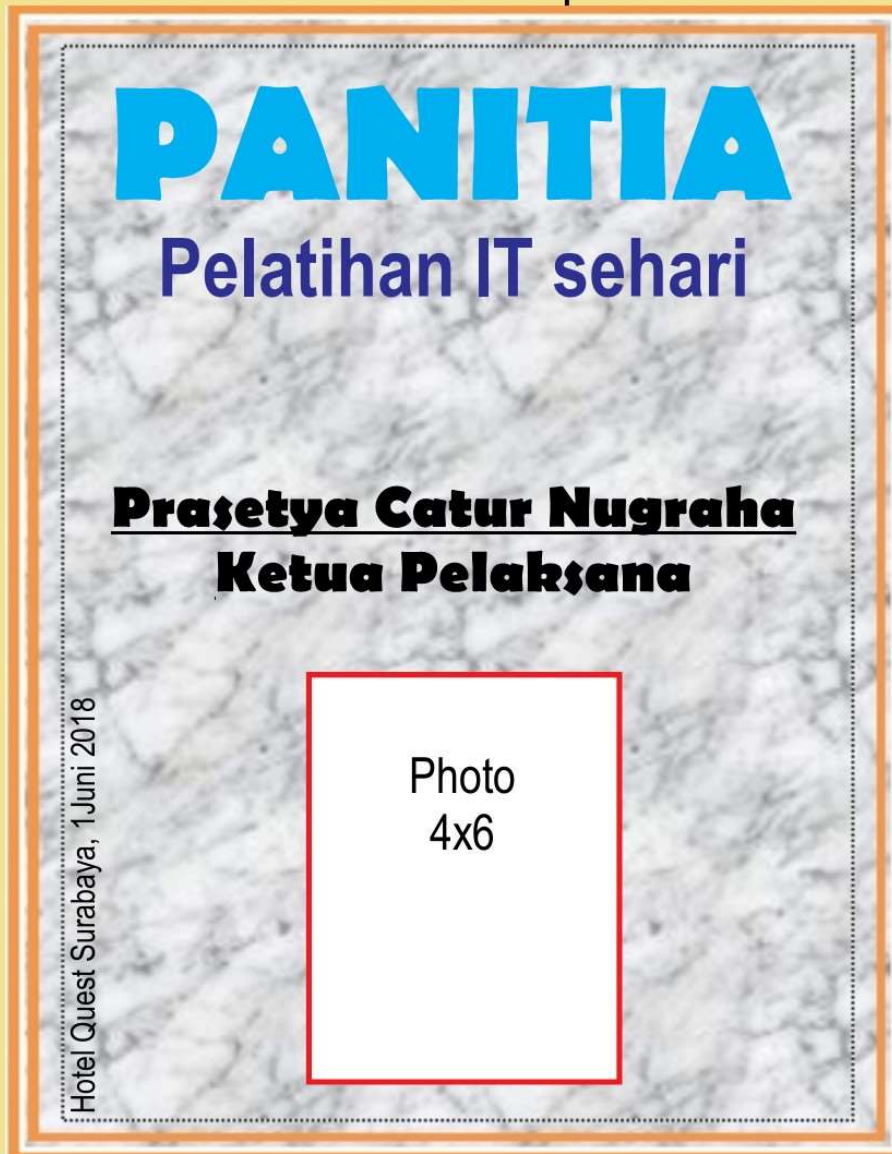 PANITIA
Pelatihan IT sehari
Prasetya Catur Nugraha
Ketua Pelaksana
Photo
4x6
Hotel Quest Surabaya, 1Juni 2018